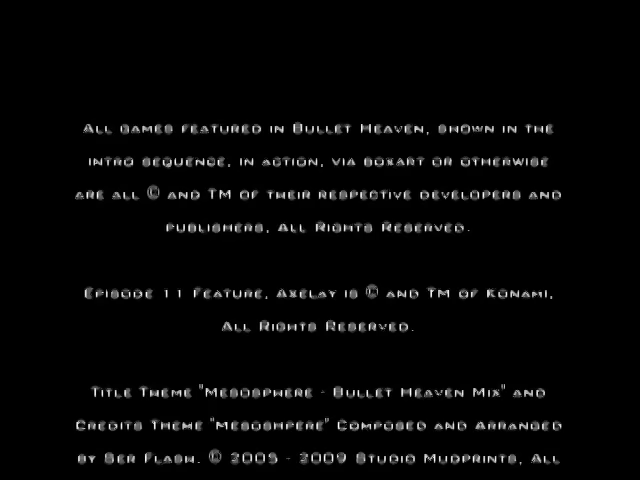 All games featured in Bullet Heaven, shown in the
intro sequence, in action, via boxart or otherwise
are all © and TM of their respective developers and
publishers, All Rights Reserved.
Episode 11 Feature, Axelay is © and TM of Konami,
All Rights Reserved.
Title Theme "Mesosphere - Bullet Heaven Mix" and
Credits Theme "Mesoshpere" Composed and Arranged
by Ser Flash. © 2005 - 2009 Studio Mudprints, All